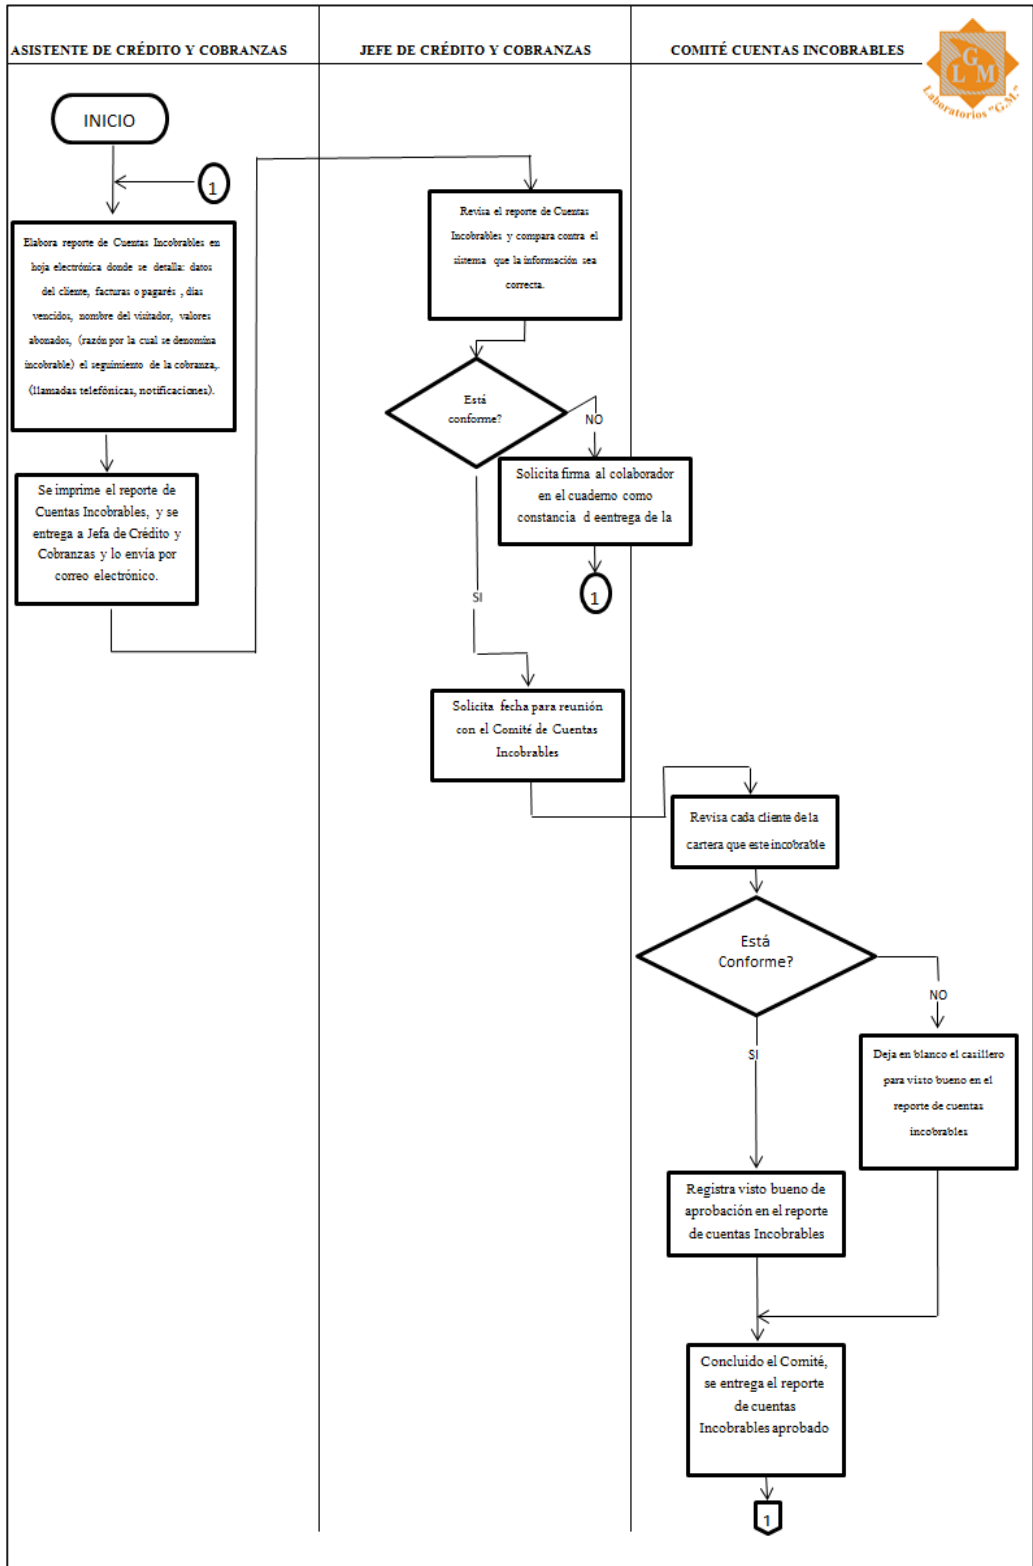 ASISTENTE DE CRÉDITO Y COBRANZAS
JEFE DE CRÉDITO Y COBRANZAS
COMITÉ CUENTAS INCOBRABLES
G
L M
Laboratorios "G.M."
INICIO
1
Elabora reporte de Cuentas Incobrables en
hoja electrónica donde se detalla: datos
del cliente, facturas o pagarés , días
vencidos, nombre del visitador, valores
abonados, (razón por la cual se denomina
incobrable) el seguimiento de la cobranza,.
(llamadas telefónicas, notificaciones).
Se imprime el reporte de
Cuentas Incobrables, y se
entrega a Jefa de Crédito y
Cobranzas y lo envía por
correo electrónico.
Revisa el reporte de Cuentas
Incobrables y compara contra el
sistema que la información sea
correcta.
Está
conforme?
NO
Solicita firma al colaborador
en el cuaderno como
constancia d eentrega de la
1
SI
Solicita fecha para reunión
con el Comité de Cuentas
Incobrables
Revisa cada cliente de la
cartera que este incobrable
Está
Conforme?
NO
SI
Deja en blanco el casillero
para visto bueno en el
reporte de cuentas
incobrables
Registra visto bueno de
aprobación en el reporte
de cuentas Incobrables
Concluido el Comité,
se entrega el reporte
de cuentas
Incobrables aprobado
1